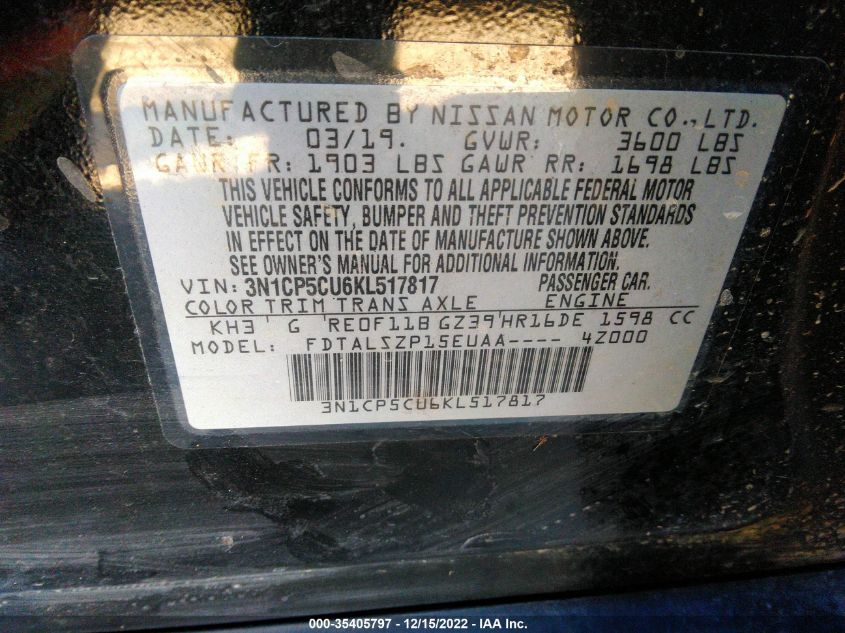 MANUFACTURED BY NISSAN MOTOR CO.,LTD.
DATE: 03/19. GVWR: 3600 LBS
GAWR FR: 1903 LBS GAWR RR: 1698 LBS
THIS VEHICLE CONFORMS TO ALL APPLICABLE FEDERAL MOTOR
VEHICLE SAFETY, BUMPER AND THEFT PREVENTION STANDARDS
IN EFFECT ON THE DATE OF MANUFACTURE SHOWN ABOVE.
SEE OWNER'S MANUAL FOR ADDITIONAL INFORMATION.
VIN: 3N1CP5CU6KL517817 PASSENGER CAR.
COLOR TRIM TRANS AXLE ENGINE
KH3 G RE0F11B GZ39 HR16DE 1598 CC
MODEL: FDTALSZP15EUAA---- 4Z000
3N1CP5CU6KL517817
000-35405797 - 12/15/2022 - IAA Inc.